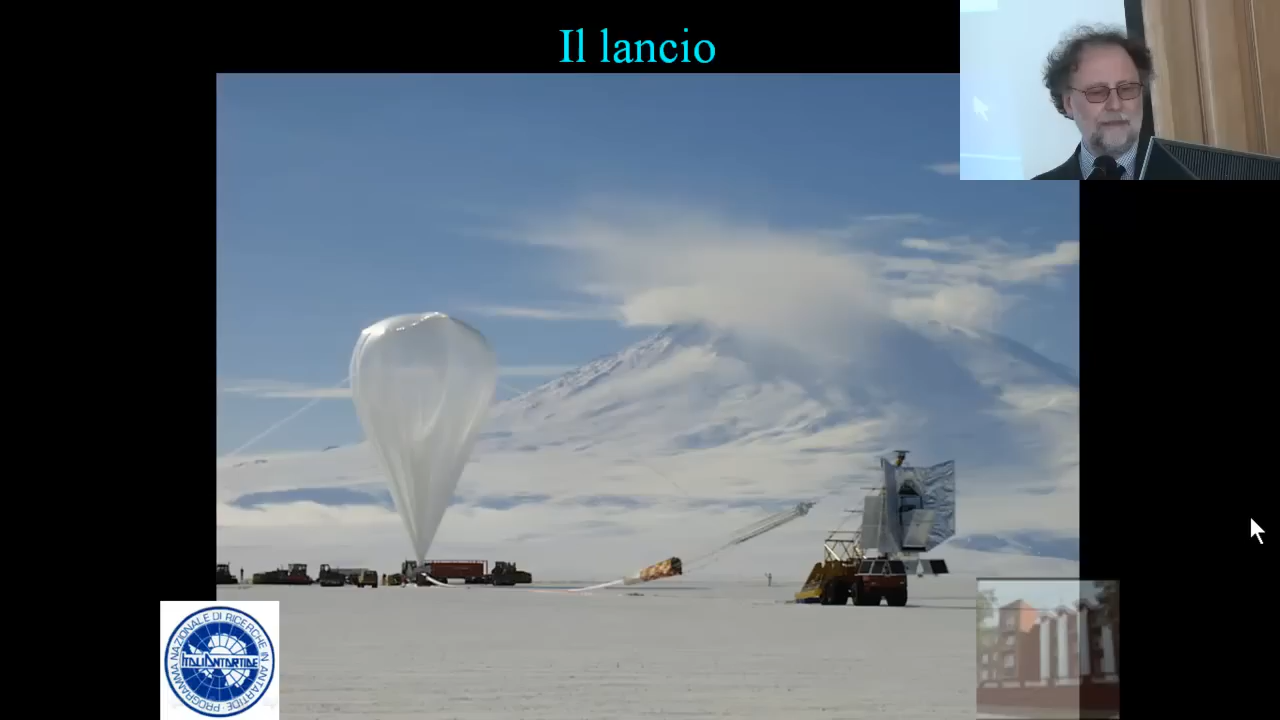 Il lancio
PROGRAMMA NAZIONALE DI RICERCHE IN ANTARTIDE
ITALIANTARTIDE